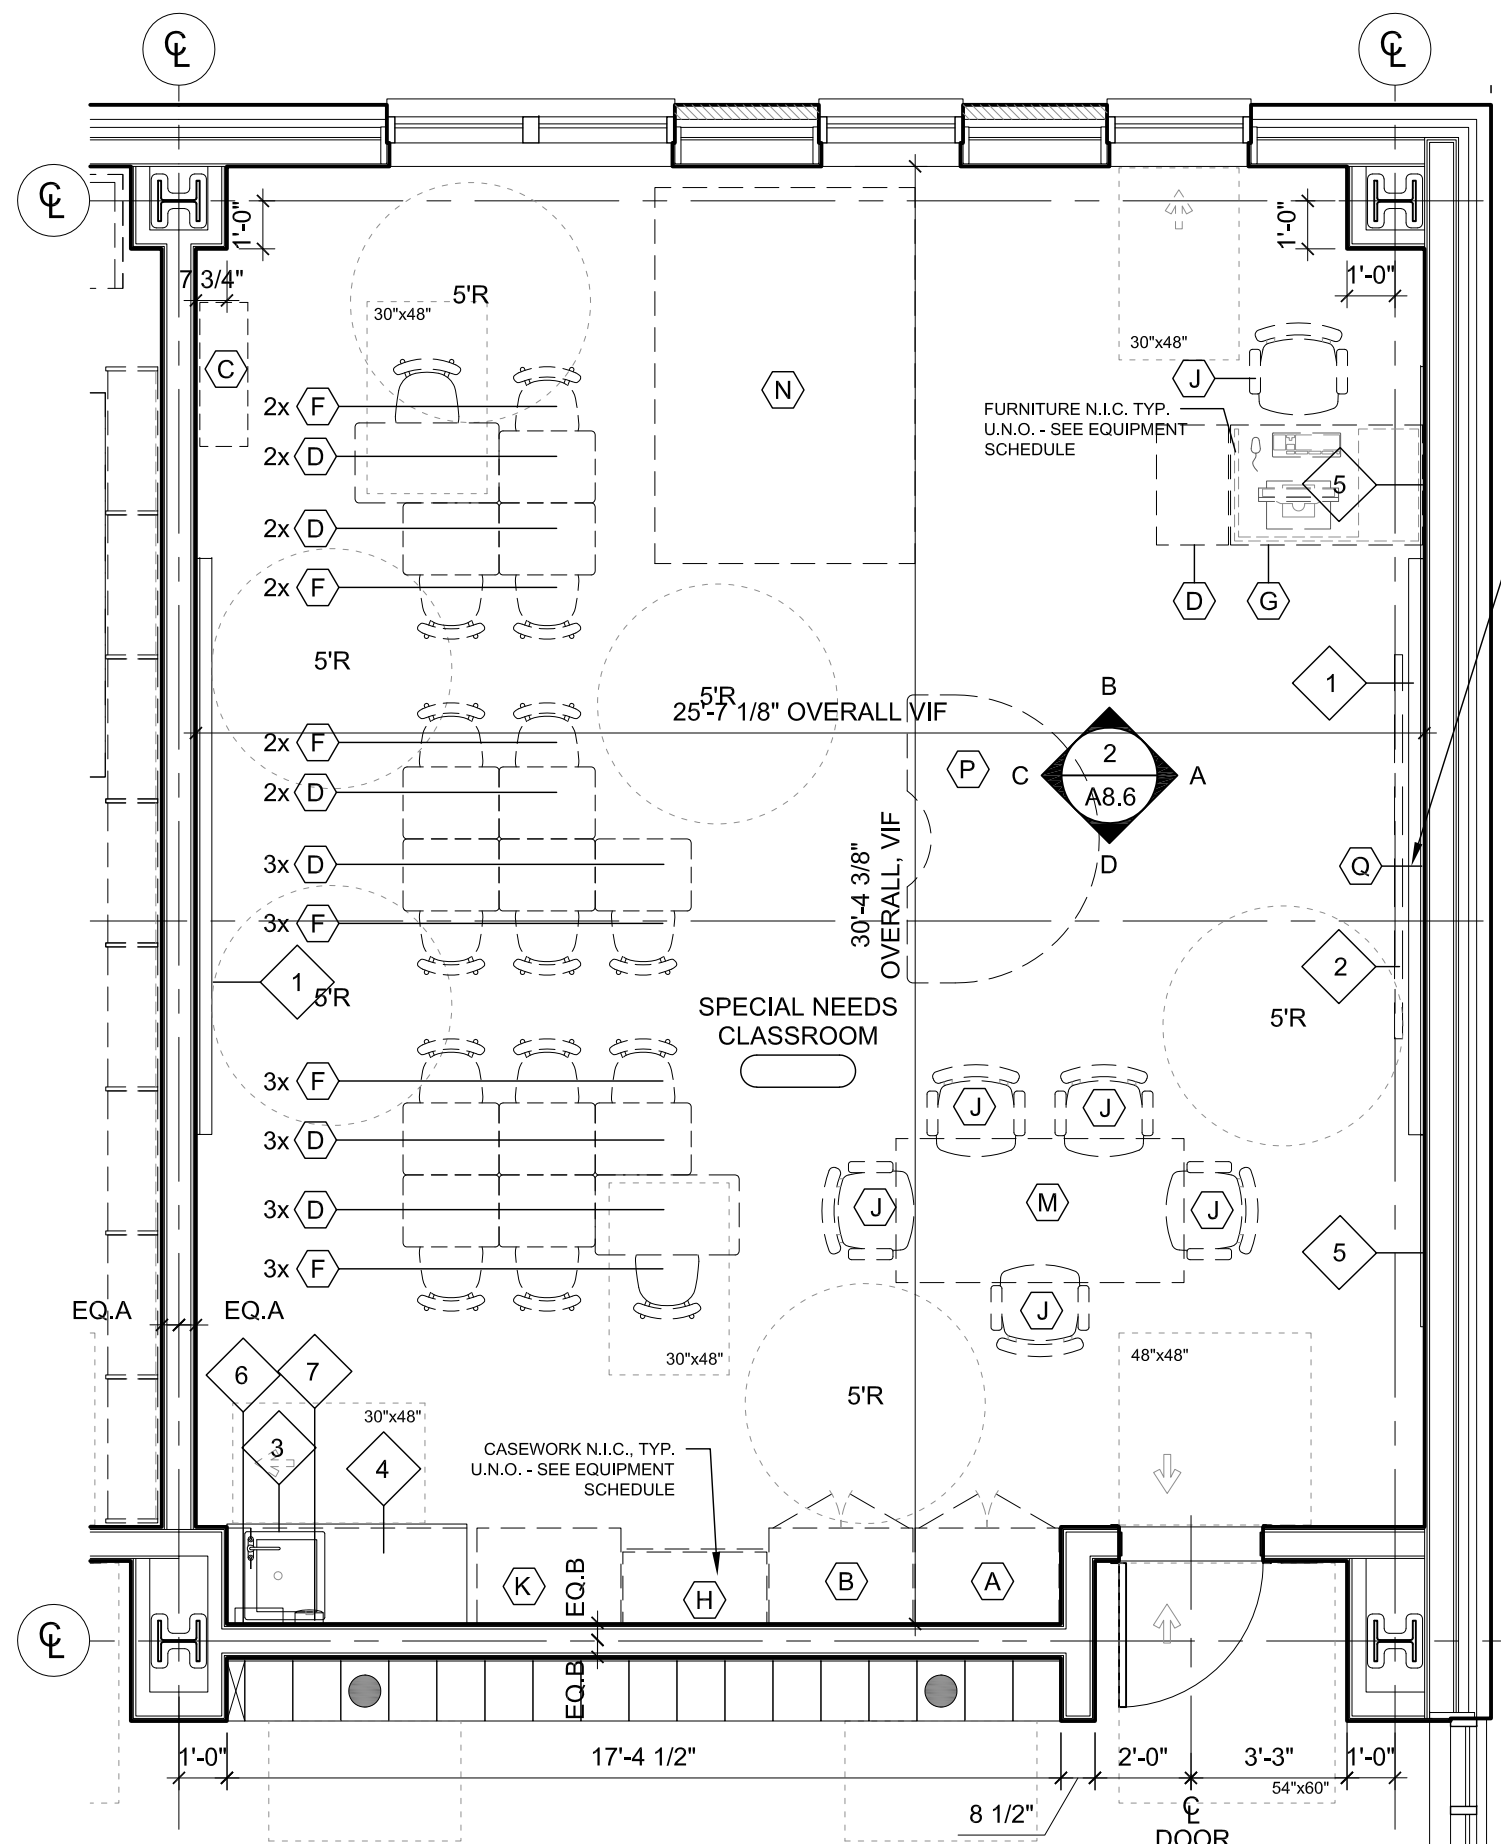 ℄
℄
℄
1'-0"
1'-0"
7 3/4"
1'-0"
5'R
30"x48"
30"x48"
C
N
J
2x F
FURNITURE N.I.C. TYP.
U.N.O. - SEE EQUIPMENT
SCHEDULE
2x D
5
2x D
2x F
D
G
5'R
1
B
5'R
25'-7 1/8" OVERALL VIF
2x F
P
2
C
A
A8.6
2x D
D
30'-4 3/8"
OVERALL, VIF
3x D
Q
3x F
2
1
5'R
SPECIAL NEEDS
CLASSROOM
5'R
3x F
J
J
3x D
J
M
J
3x D
5
3x F
J
EQ.A
EQ.A
30"x48"
48"x48"
6
7
5'R
30"x48"
3
4
CASEWORK N.I.C., TYP.
U.N.O. - SEE EQUIPMENT
SCHEDULE
K
H
B
A
EQ.B
℄
EQ.B
1'-0"
17'-4 1/2"
2'-0"
3'-3"
1'-0"
54"x60"
8 1/2"
℄
DOOR